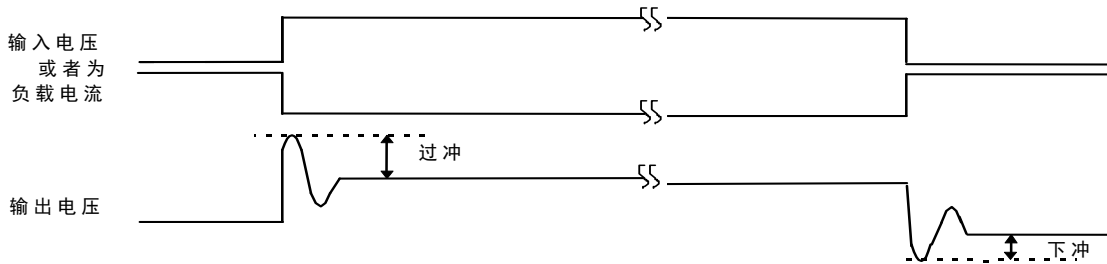 输入电压
或者为
负载电流
过冲
输出电压
下冲